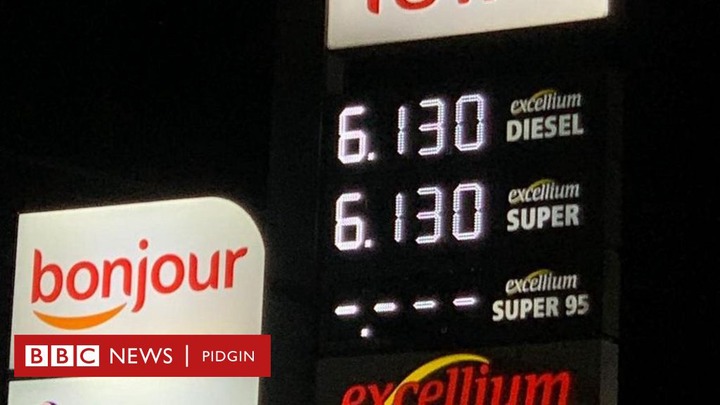 6.130 excellium DIESEL
6.130 excellium SUPER
-.--- excellium SUPER 95
bonjour
excellium
BBC NEWS | PIDGIN